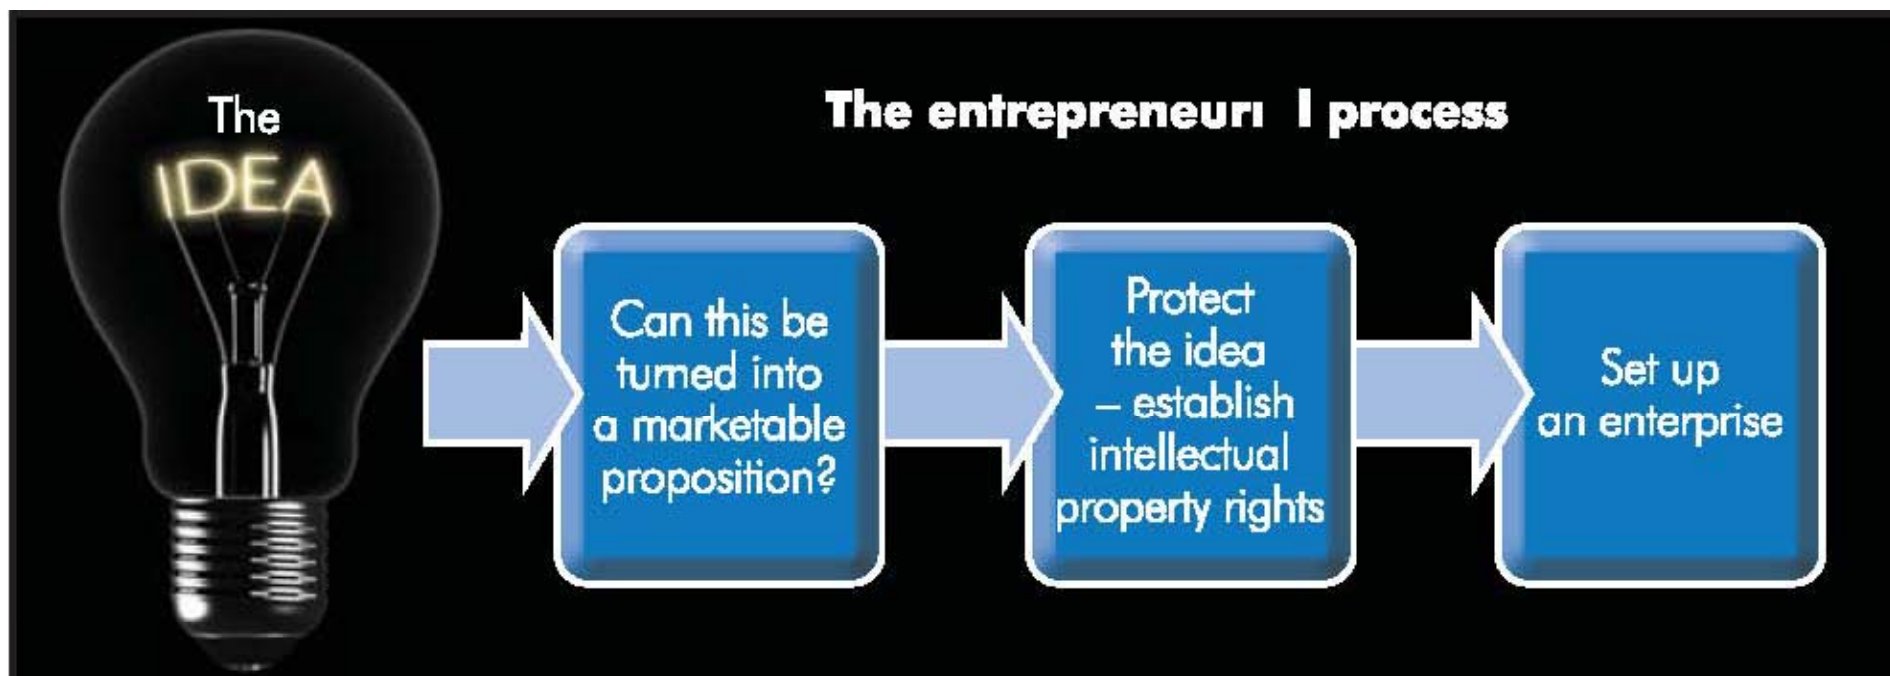 The
IDEA
The entrepreneuri l process
Can this be
turned into
a marketable
proposition?
Protect
the idea
– establish
intellectual
property rights
Set up
an enterprise